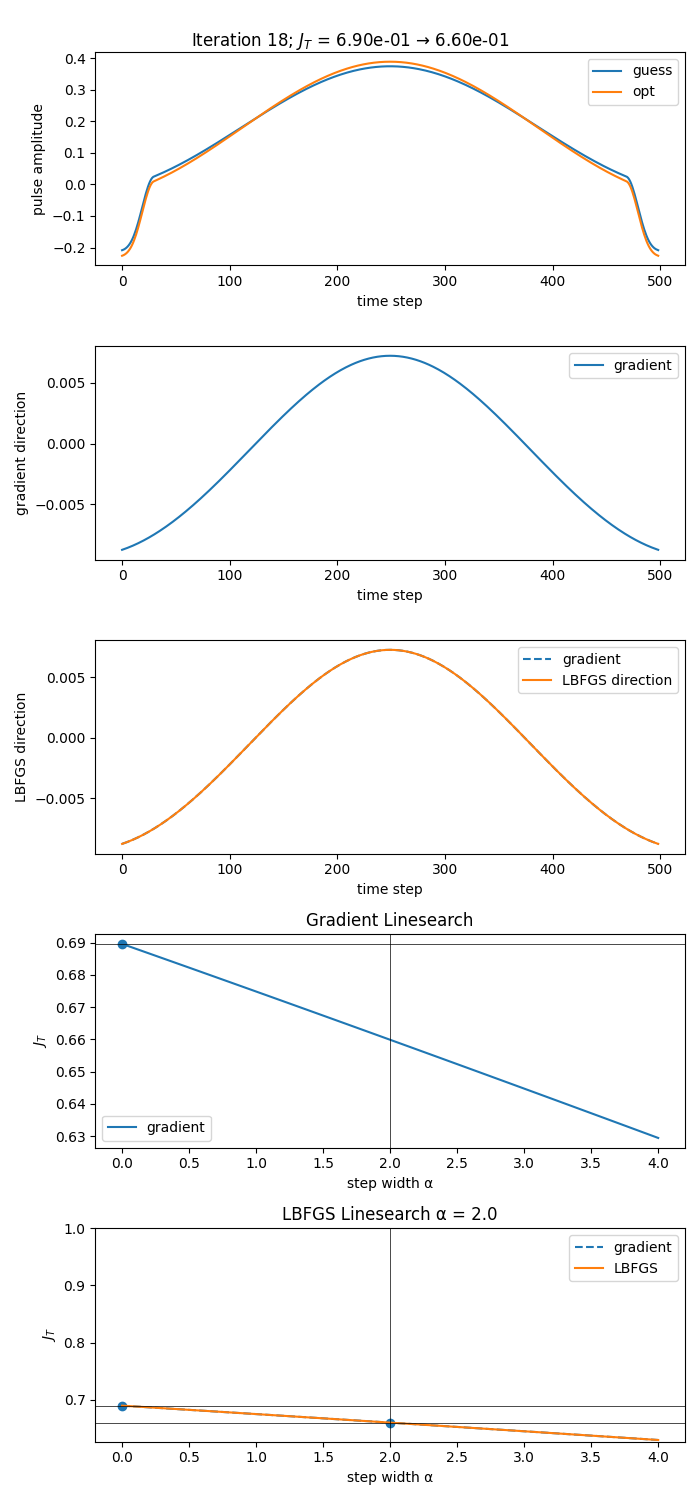 Iteration 18; J_T = 6.90e-01 → 6.60e-01
0.4
0.3
0.2
0.1
0.0
−0.1
−0.2
pulse amplitude
guess
opt
0 100 200 300 400 500
time step
0.005
0.000
−0.005
gradient direction
gradient
0 100 200 300 400 500
time step
0.005
0.000
−0.005
LBFGS direction
gradient
LBFGS direction
0 100 200 300 400 500
time step
Gradient Linesearch
0.69
0.68
0.67
0.66
0.65
0.64
0.63
J_T
gradient
0.0 0.5 1.0 1.5 2.0 2.5 3.0 3.5 4.0
step width α
LBFGS Linesearch α = 2.0
1.0
0.9
0.8
0.7
J_T
gradient
LBFGS
0.0 0.5 1.0 1.5 2.0 2.5 3.0 3.5 4.0
step width α